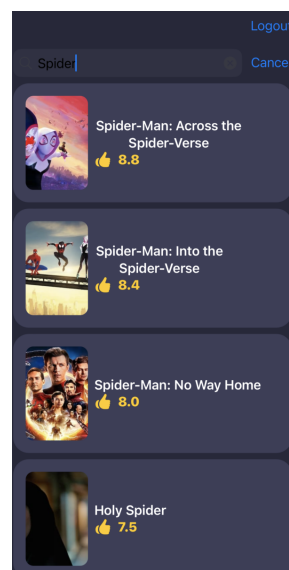 Logout
Spider
Cance
Spider-Man: Across the
Spider-Verse
8.8
Spider-Man: Into the
Spider-Verse
8.4
Spider-Man: No Way Home
8.0
Holy Spider
7.5